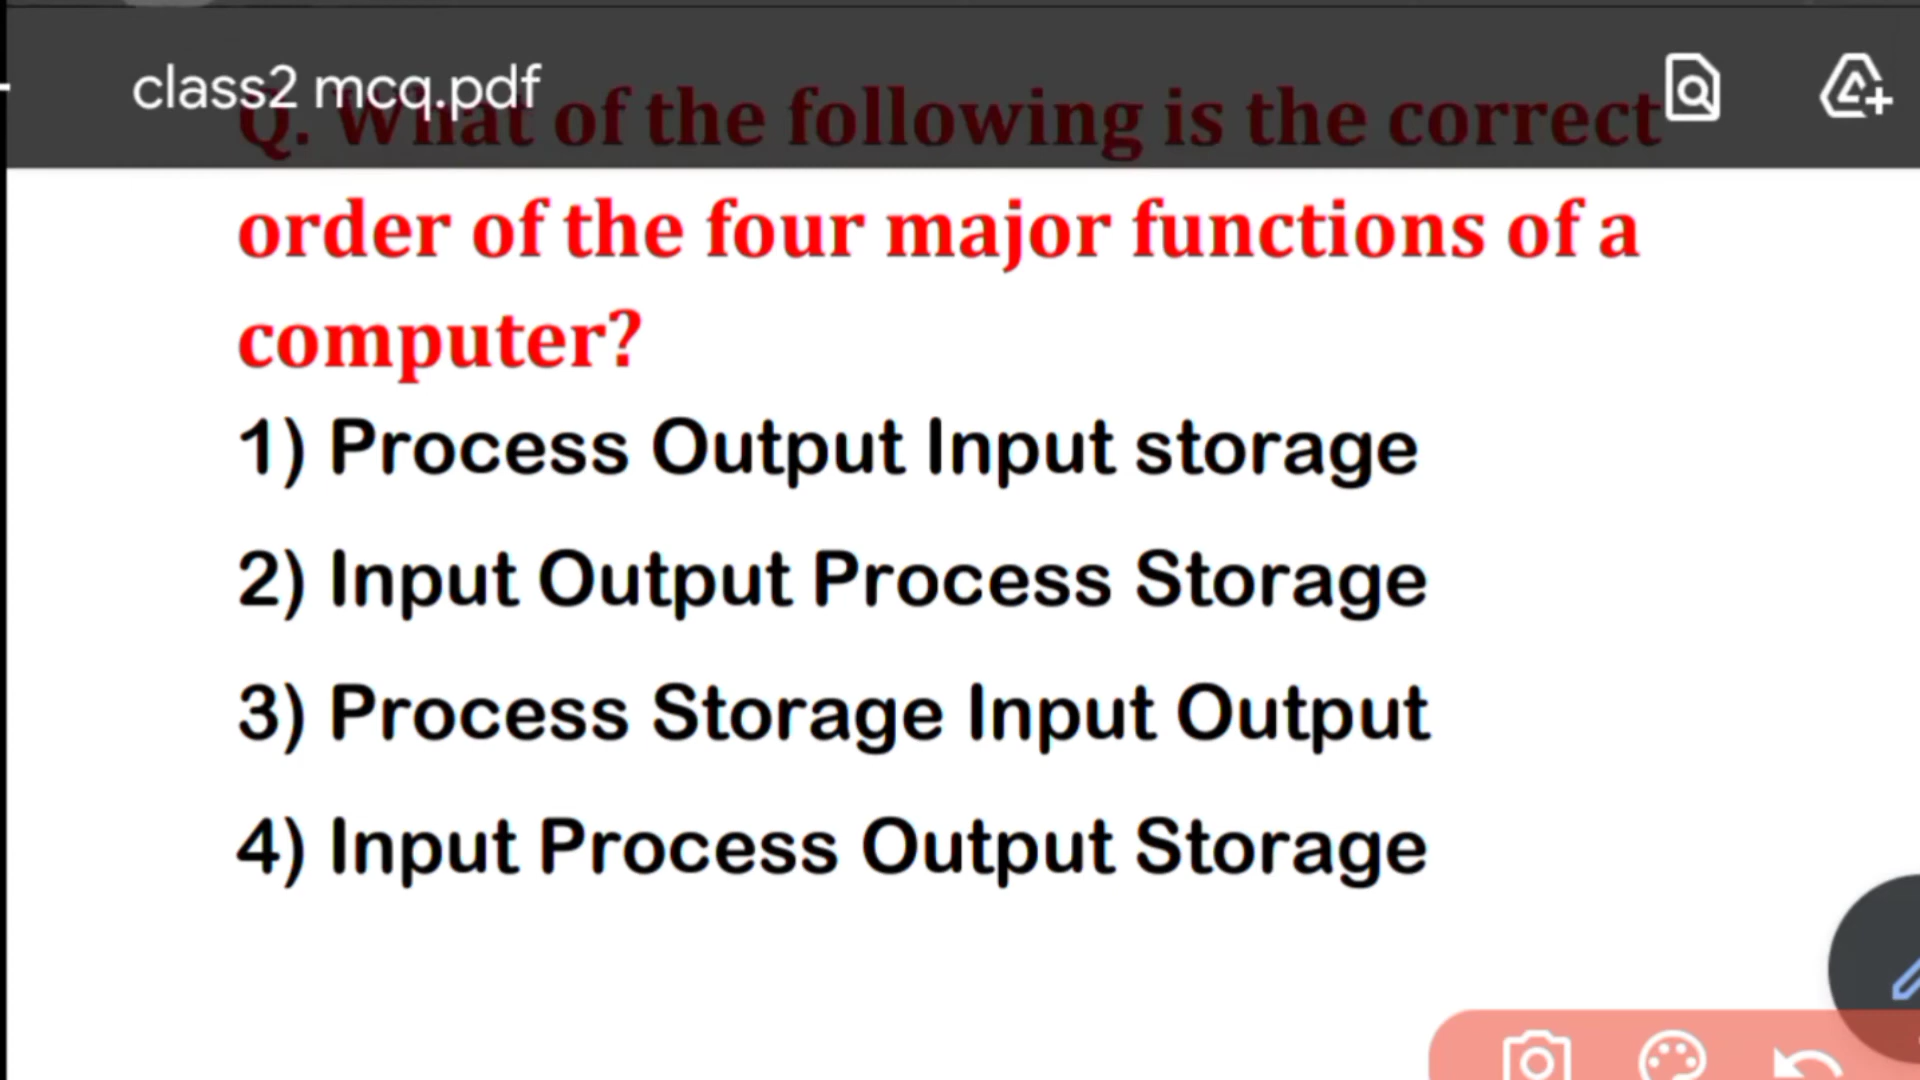 class2 mcq.pdf
Q. What of the following is the correct
order of the four major functions of a
computer?
1) Process Output Input storage
2) Input Output Process Storage
3) Process Storage Input Output
4) Input Process Output Storage